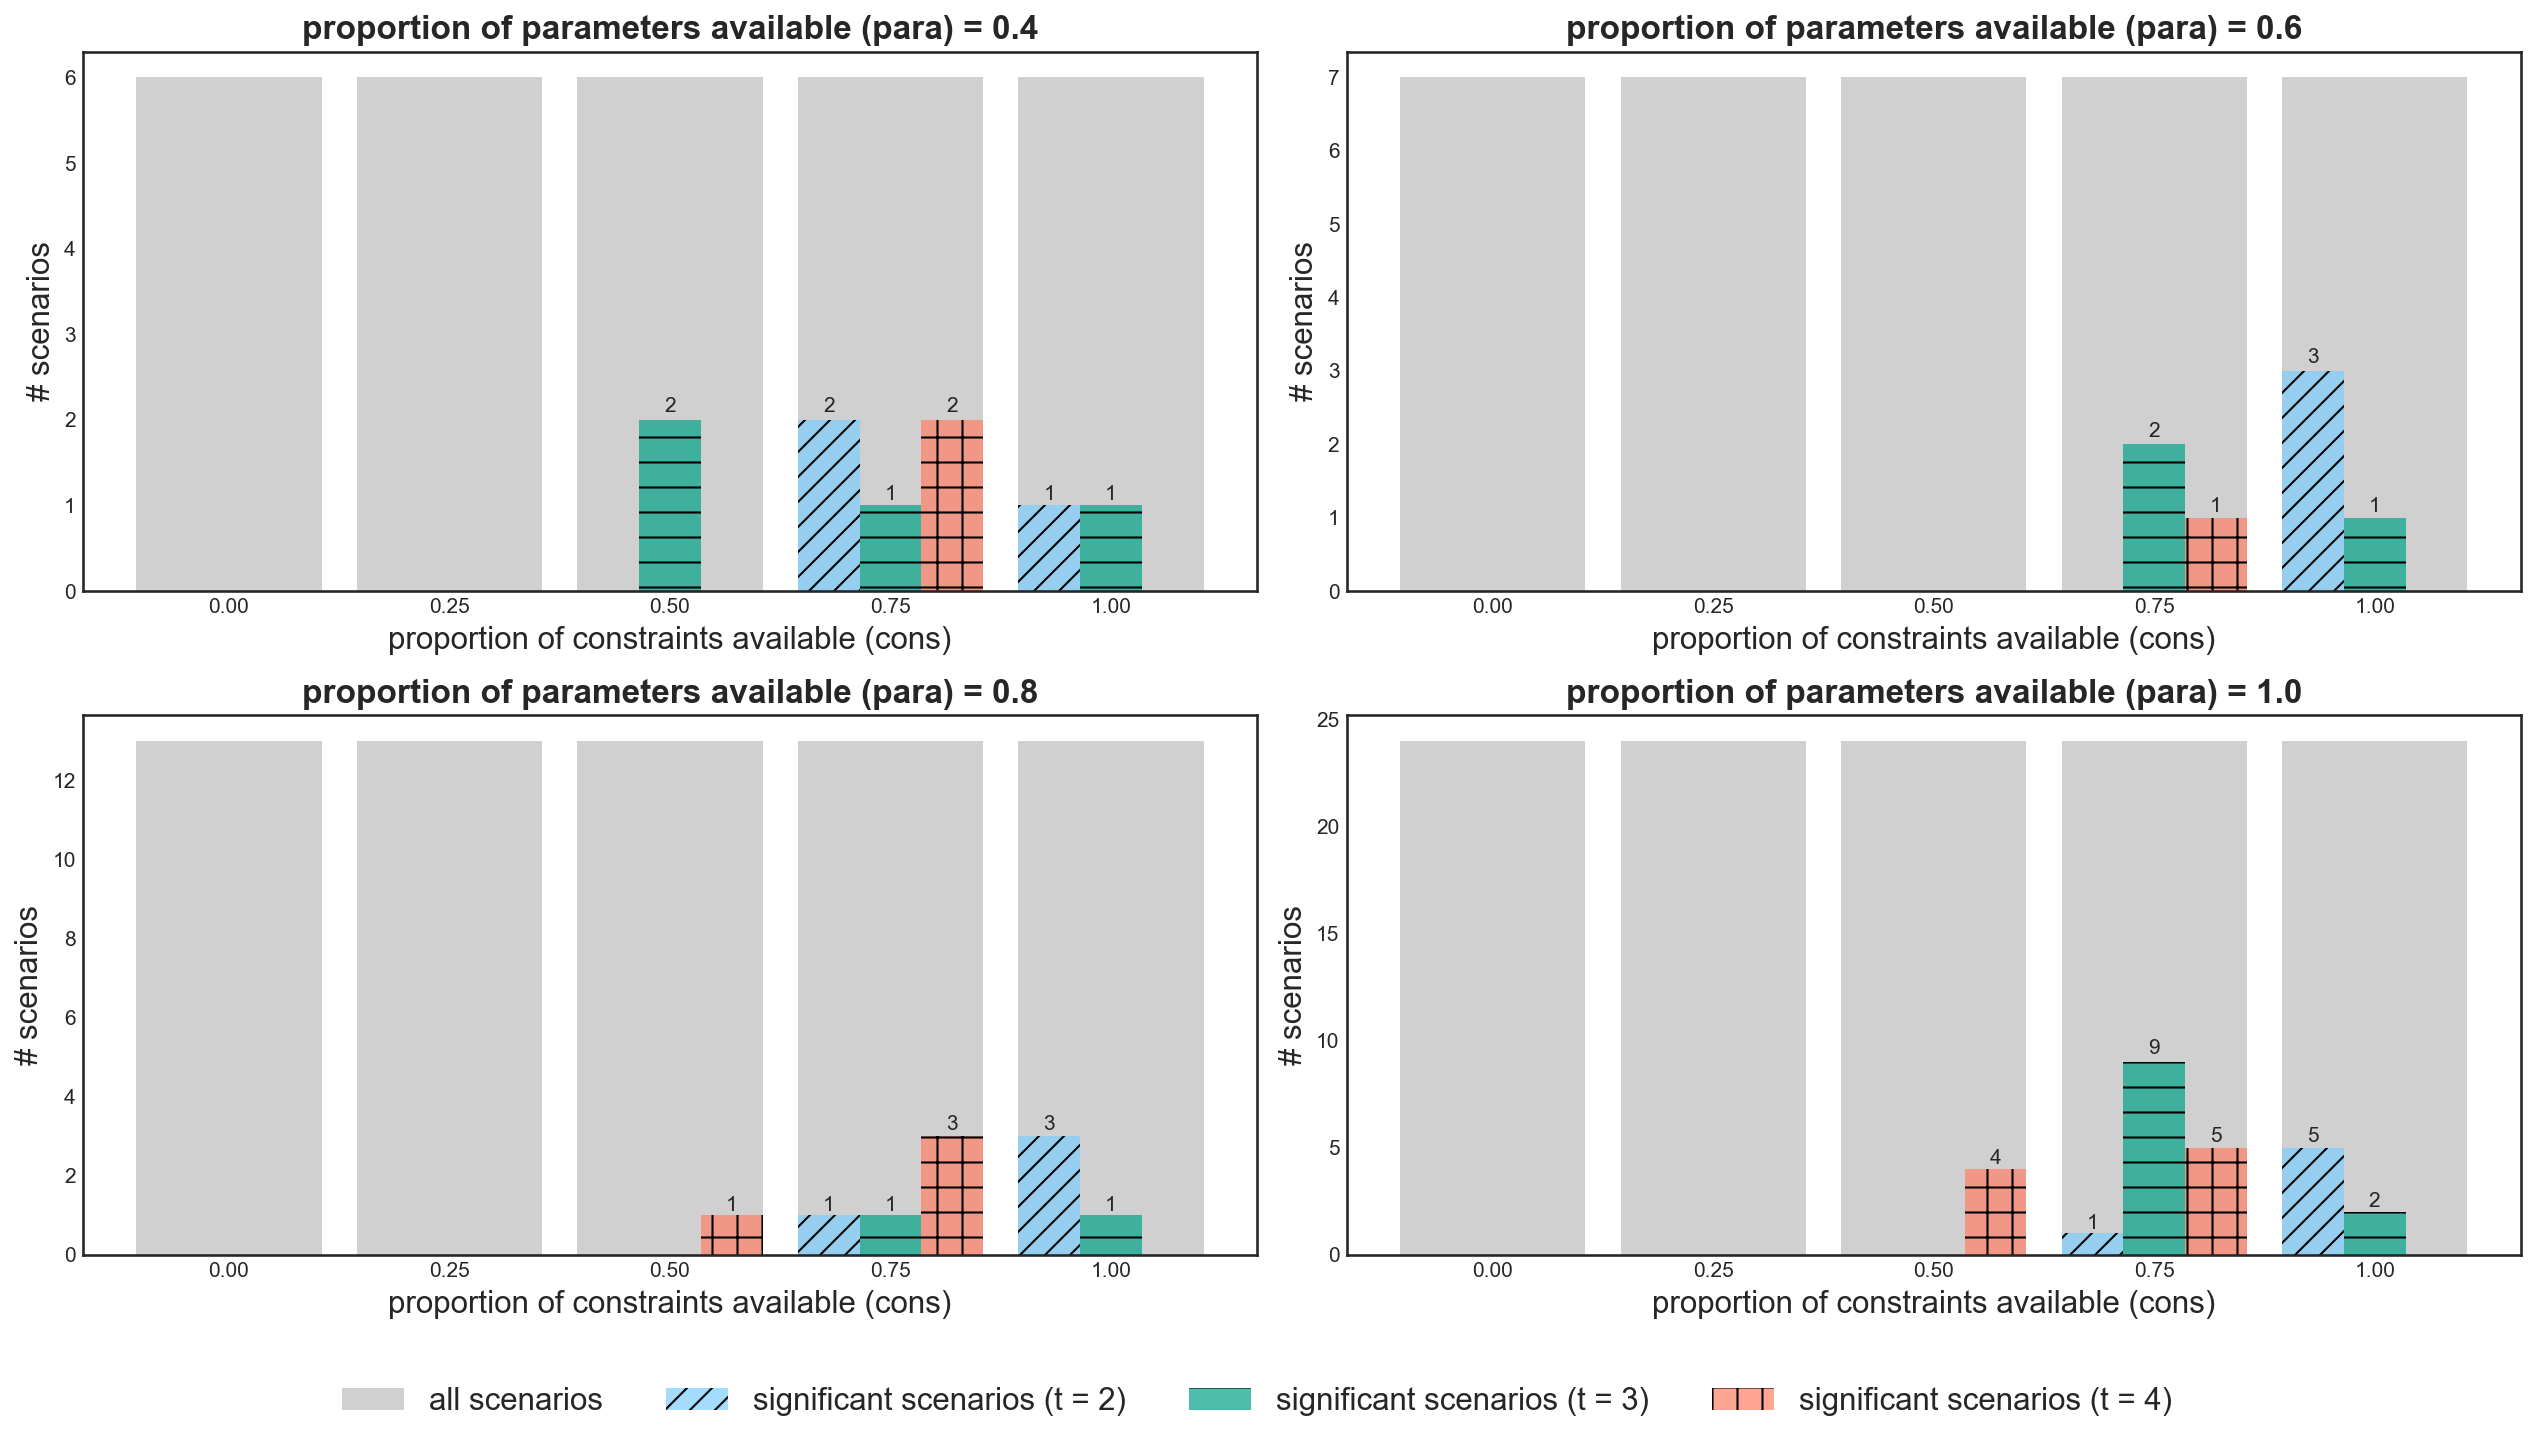 proportion of parameters available (para) = 0.4
6
5
4
3
2
1
0
# scenarios
2
2
1
2
1
1
0.00 0.25 0.50 0.75 1.00
proportion of constraints available (cons)
proportion of parameters available (para) = 0.6
7
6
5
4
3
2
1
0
# scenarios
2
1
3
1
0.00 0.25 0.50 0.75 1.00
proportion of constraints available (cons)
proportion of parameters available (para) = 0.8
12
10
8
6
4
2
0
# scenarios
1
1
1
3
3
1
0.00 0.25 0.50 0.75 1.00
proportion of constraints available (cons)
proportion of parameters available (para) = 1.0
25
20
15
10
5
0
# scenarios
4
1
9
5
5
2
0.00 0.25 0.50 0.75 1.00
proportion of constraints available (cons)
all scenarios significant scenarios (t = 2) significant scenarios (t = 3) significant scenarios (t = 4)